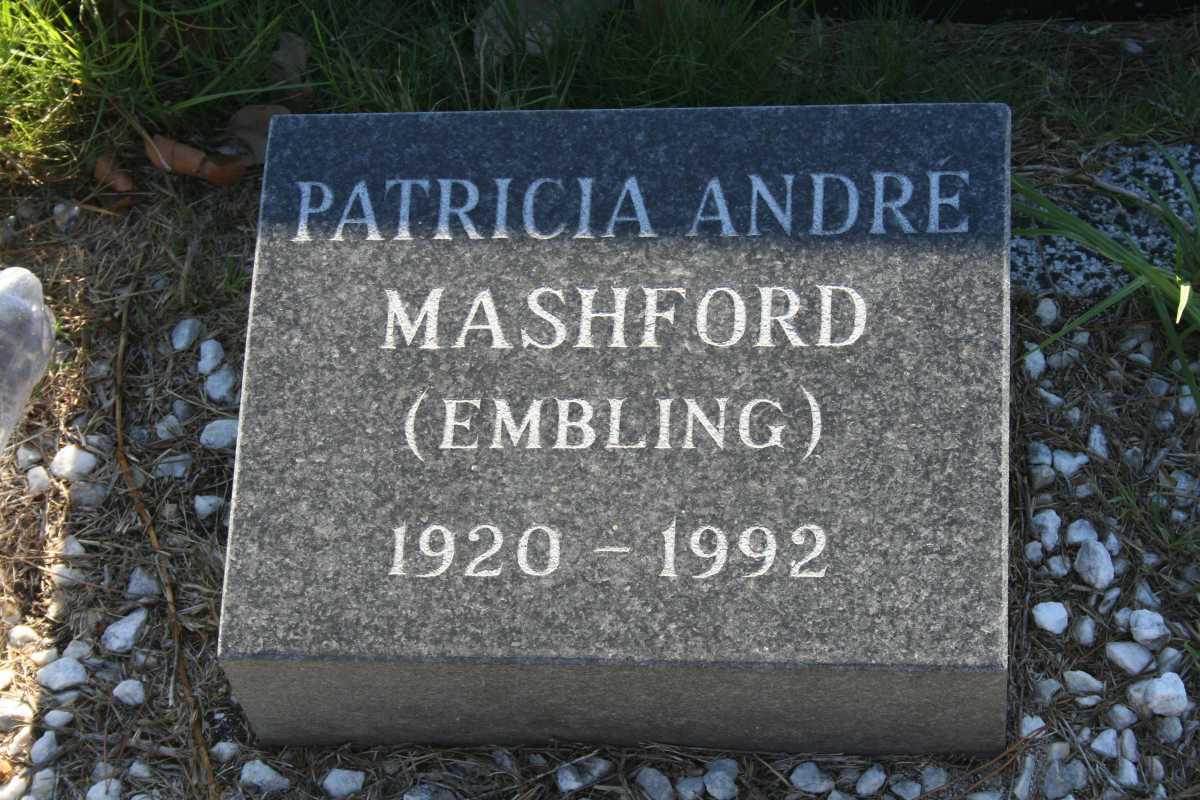 PATRICIA ANDRÉ
MASHFORD
(EMBLING)
1920 – 1992